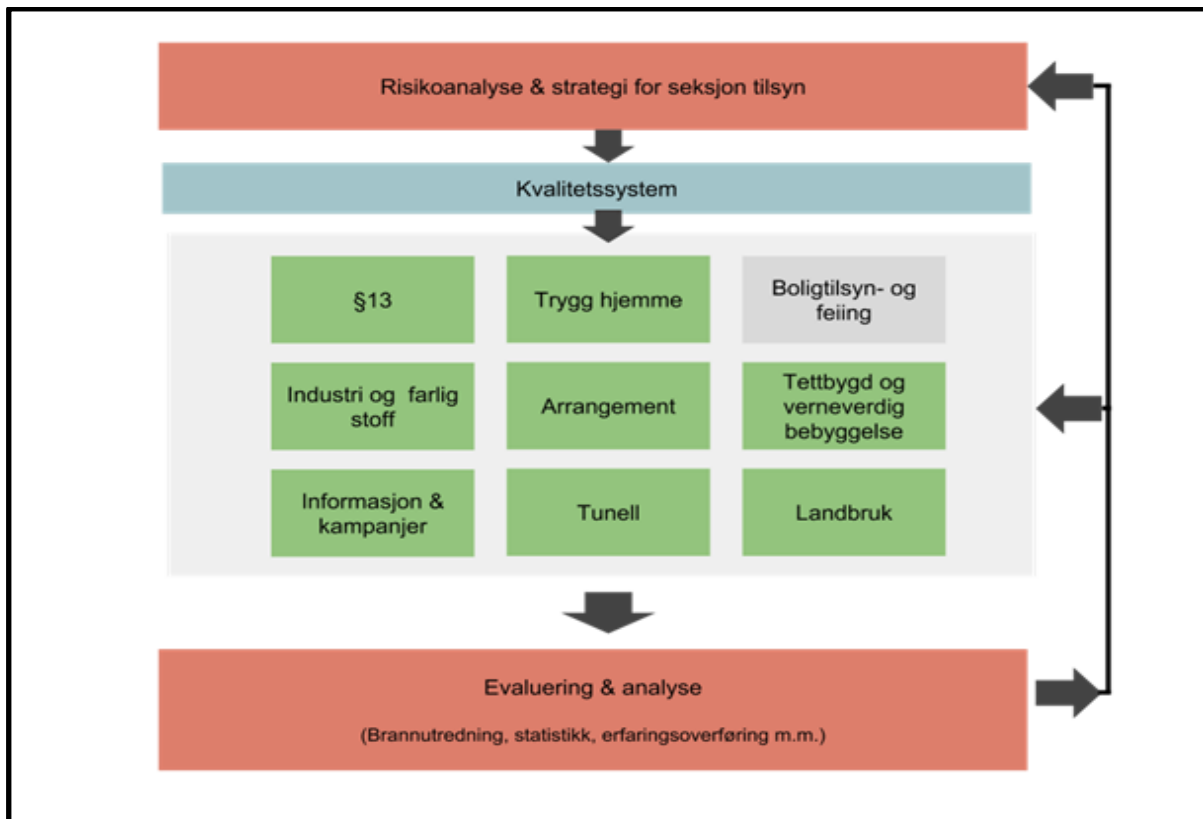 Risikoanalyse & strategi for seksjon tilsyn
Kvalitetssystem
§13
Trygg hjemme
Boligtilsyn- og
feiing
Industri og farlig
stoff
Arrangement
Tettbygd og
verneverdig
bebyggelse
Informasjon &
kampanjer
Tunell
Landbruk
Evaluering & analyse
(Brannutredning, statistikk, erfaringsoverføring m.m.)